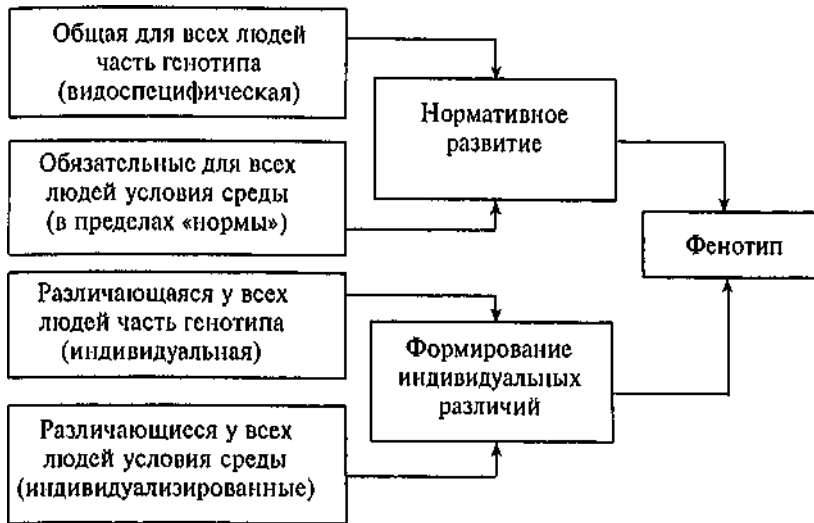 Общая для всех людей
часть генотипа
(видоспецифическая)
Обязательные для всех
людей условия среды
(в пределах «нормы»)
Нормативное
развитие
Различающаяся у всех
людей часть генотипа
(индивидуальная)
Различающиеся у всех
людей условия среды
(индивидуализированные)
Формирование
индивидуальных
различий
Фенотип